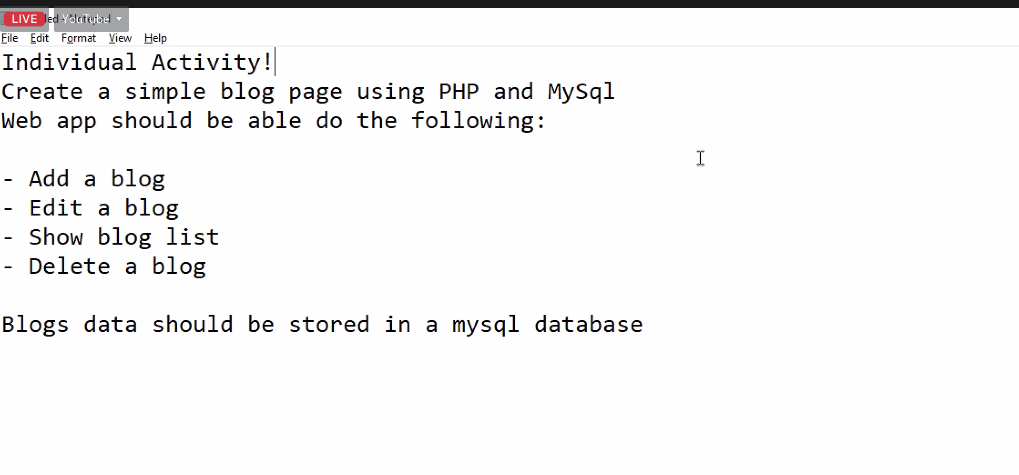 LIVE YouTube
File Edit Format View Help
Individual Activity!
Create a simple blog page using PHP and MySql
Web app should be able do the following:
- Add a blog
- Edit a blog
- Show blog list
- Delete a blog
Blogs data should be stored in a mysql database